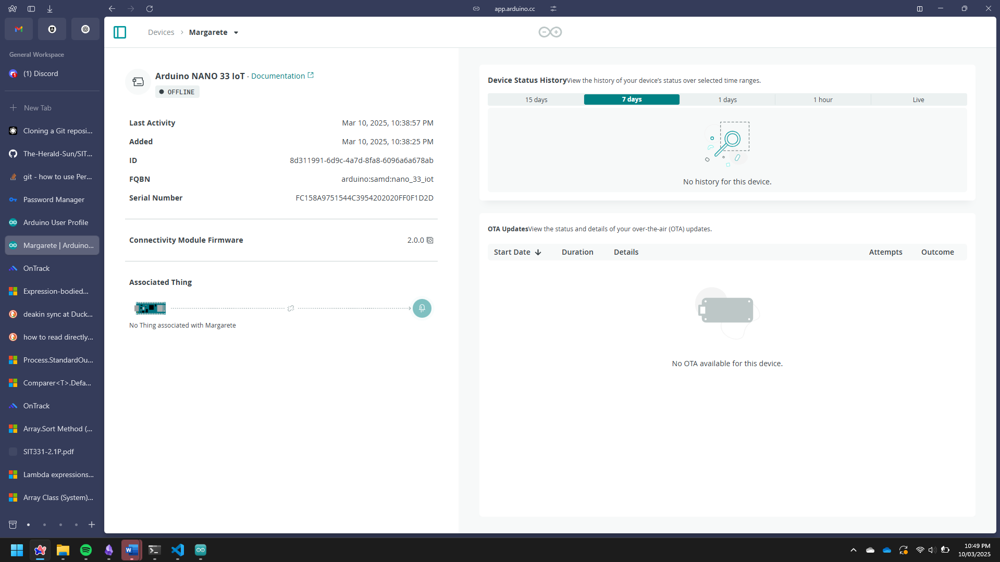 app.arduino.cc
General Workspace
(1) Discord
New Tab
Cloning a Git reposi...
The-Herald-Sun/SIT...
git - how to use Per...
Password Manager
Arduino User Profile
Margarete | Arduino...
OnTrack
Expression-bodied...
deakin sync at Duck...
how to read directly...
Process.StandardOu...
Comparer<T>.Defa...
OnTrack
Array.Sort Method (...
SIT331-2.1P.pdf
Lambda expressions...
Array Class (System)...
Devices > Margarete
Arduino NANO 33 IoT - Documentation
OFFLINE
Last Activity Mar 10, 2025, 10:38:57 PM
Added Mar 10, 2025, 10:38:25 PM
ID 8d311991-6d9c-4a7d-8fa8-6096a6a678ab
FQBN arduino:samd:nano_33_iot
Serial Number FC158A9751544C3954202020FF0F1D2D
Connectivity Module Firmware 2.0.0
Associated Thing
No Thing associated with Margarete
Device Status HistoryView the history of your device’s status over selected time ranges.
15 days 7 days 1 days 1 hour Live
No history for this device.
OTA UpdatesView the status and details of your over-the-air (OTA) updates.
Start Date Duration Details Attempts Outcome
No OTA available for this device.
10:49 PM
10/03/2025